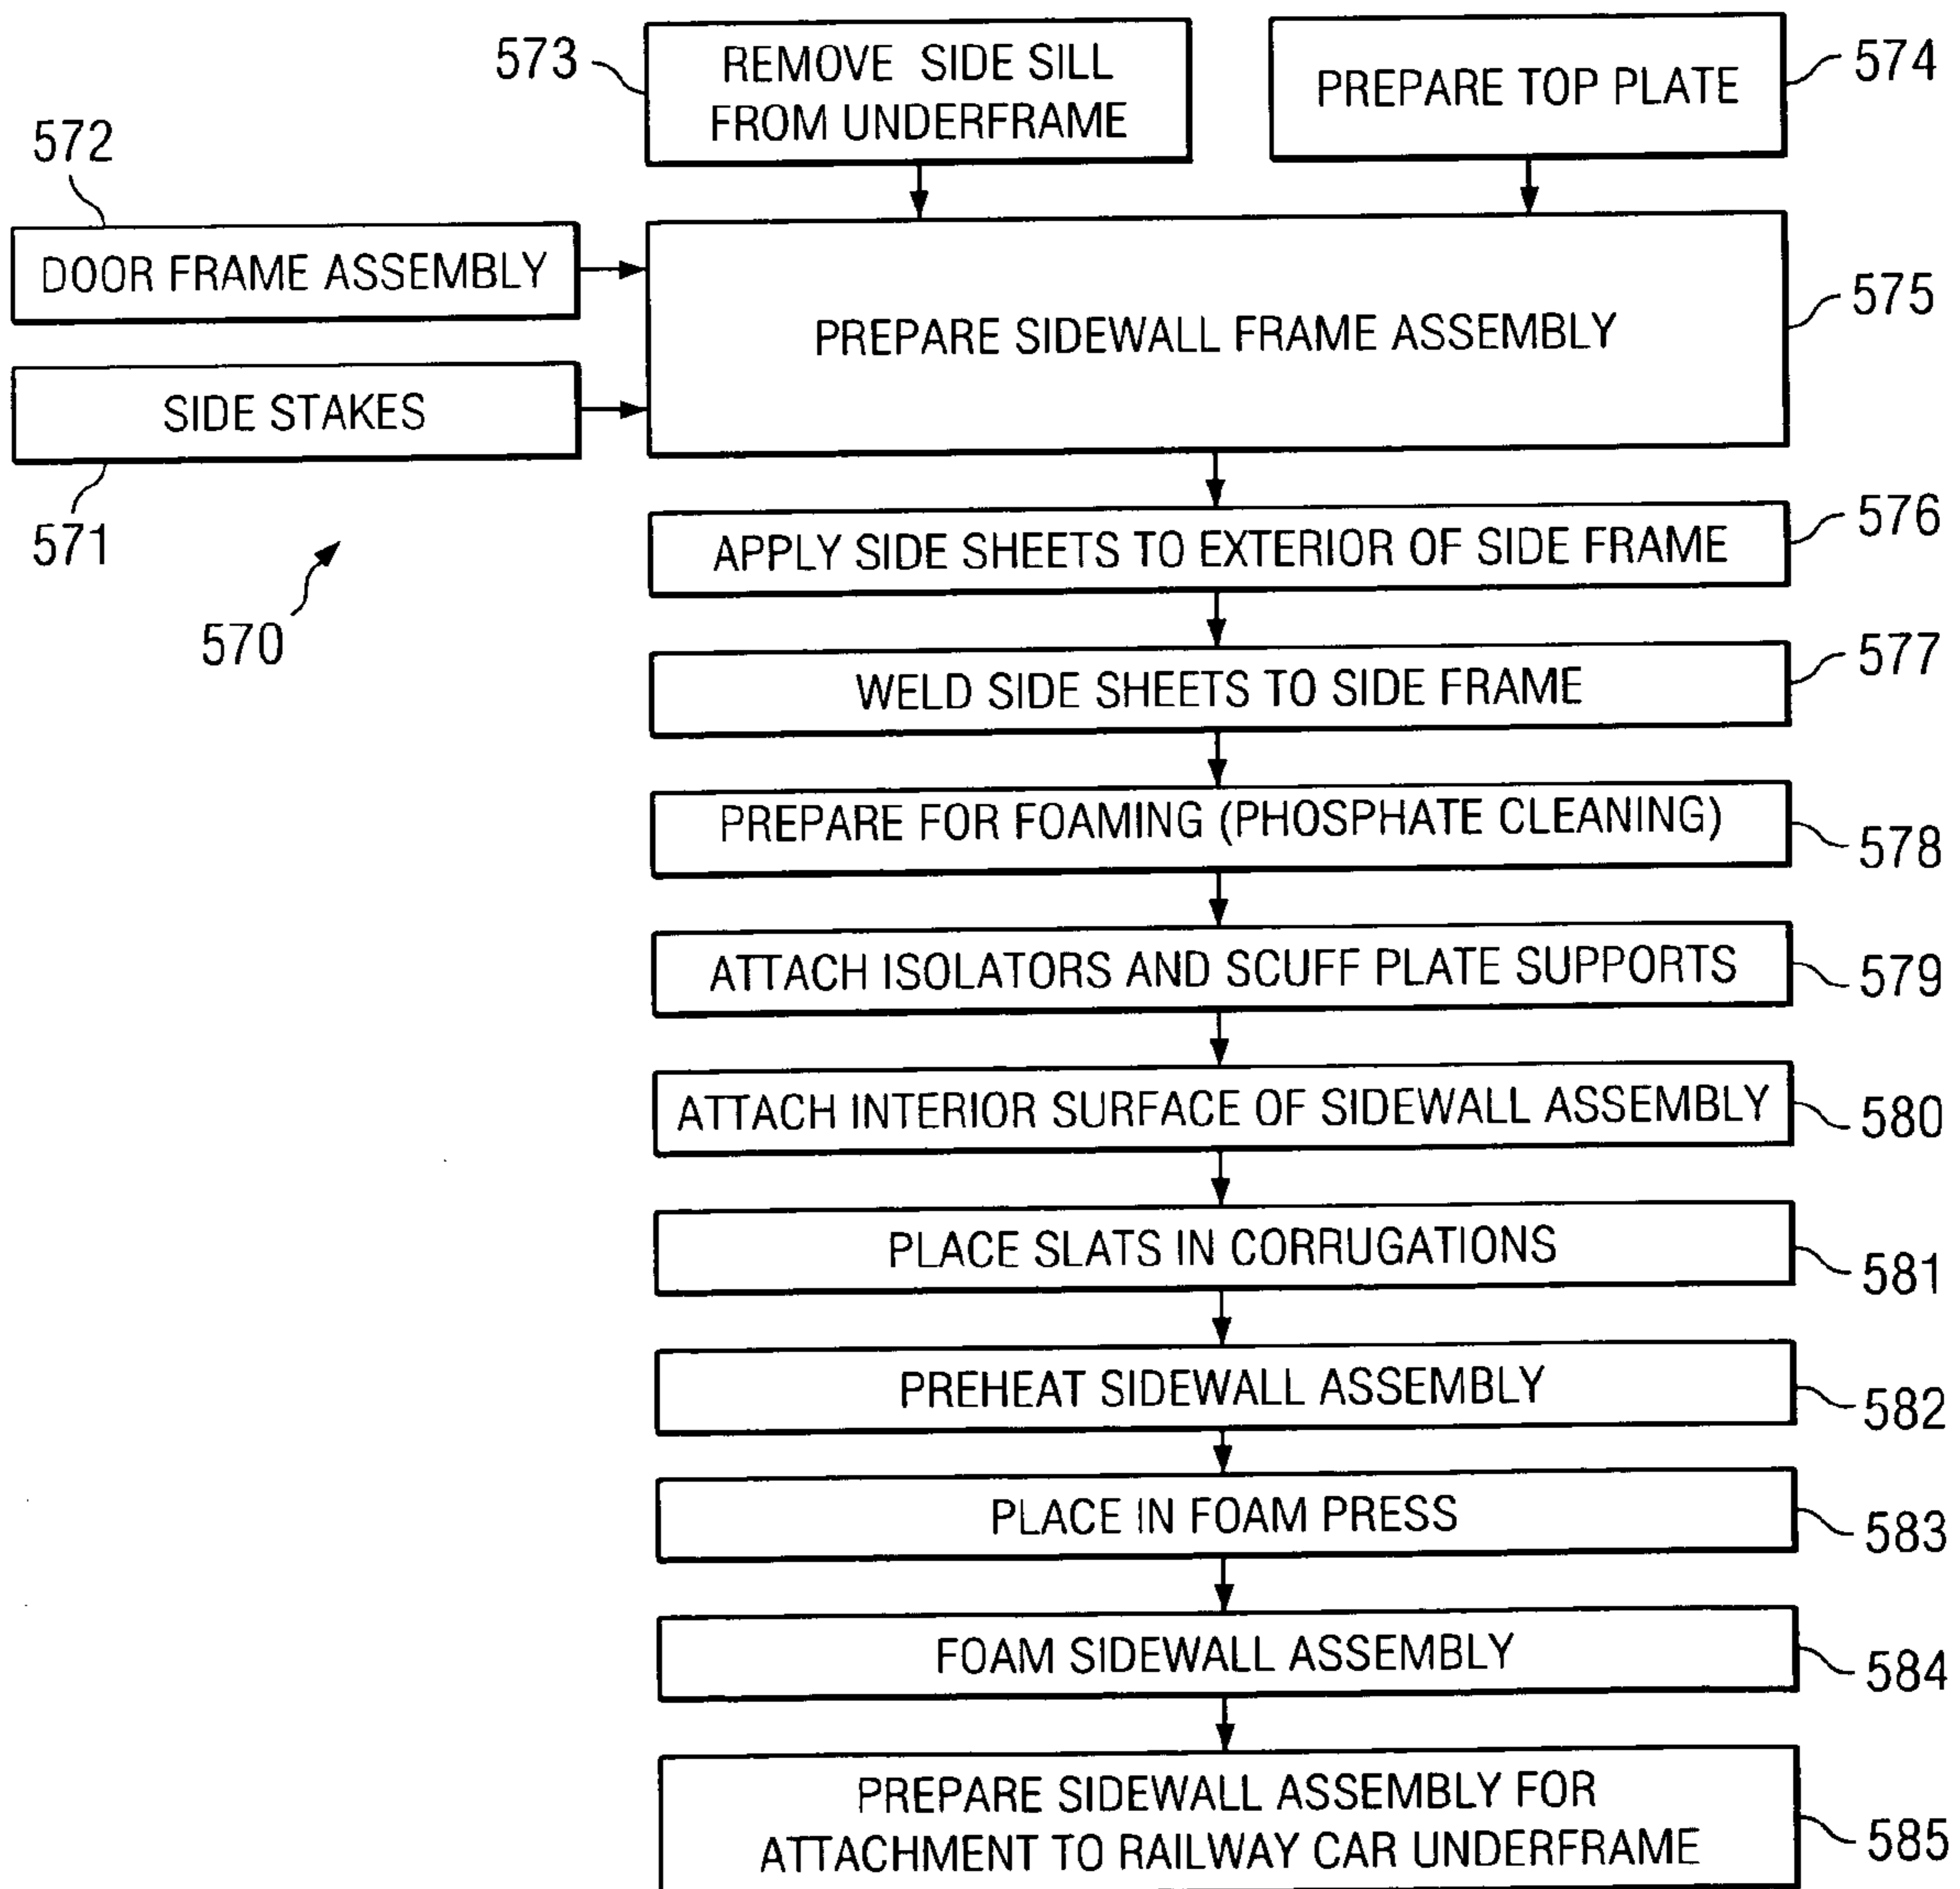 573
REMOVE SIDE SILL
FROM UNDERFRAME
PREPARE TOP PLATE
574
572
DOOR FRAME ASSEMBLY
SIDE STAKES
571
570
PREPARE SIDEWALL FRAME ASSEMBLY
575
APPLY SIDE SHEETS TO EXTERIOR OF SIDE FRAME
576
WELD SIDE SHEETS TO SIDE FRAME
577
PREPARE FOR FOAMING (PHOSPHATE CLEANING)
578
ATTACH ISOLATORS AND SCUFF PLATE SUPPORTS
579
ATTACH INTERIOR SURFACE OF SIDEWALL ASSEMBLY
580
PLACE SLATS IN CORRUGATIONS
581
PREHEAT SIDEWALL ASSEMBLY
582
PLACE IN FOAM PRESS
583
FOAM SIDEWALL ASSEMBLY
584
PREPARE SIDEWALL ASSEMBLY FOR
ATTACHMENT TO RAILWAY CAR UNDERFRAME
585